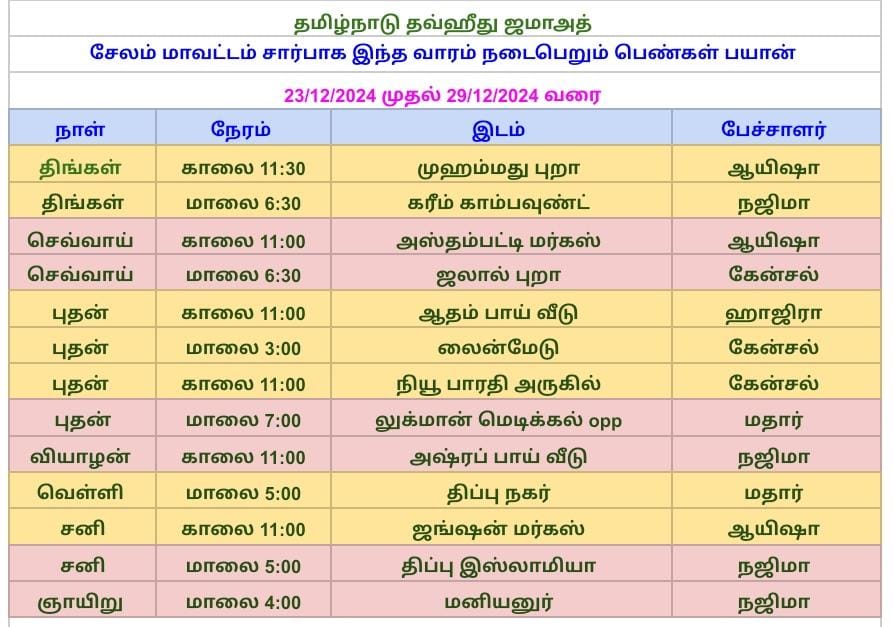 தமிழ்நாடு தவ்ஹீது ஜமாஅத்
சேலம் மாவட்டம் சார்பாக இந்த வாரம் நடைபெறும் பெண்கள் பயான்
23/12/2024 முதல் 29/12/2024 வரை
நாள் நேரம் இடம் பேச்சாளர்
திங்கள் காலை 11:30 முஹம்மது புறா ஆயிஷா
திங்கள் மாலை 6:30 கரீம் காம்பவுண்ட் நஜிமா
செவ்வாய் காலை 11:00 அஸ்தம்பட்டி மர்கஸ் ஆயிஷா
செவ்வாய் மாலை 6:30 ஜலால் புறா கேன்சல்
புதன் காலை 11:00 ஆதம் பாய் வீடு ஹாஜிரா
புதன் மாலை 3:00 லைன்மேடு கேன்சல்
புதன் காலை 11:00 நியூ பாரதி அருகில் கேன்சல்
புதன் மாலை 7:00 லுக்மான் மெடிக்கல் opp மதார்
வியாழன் காலை 11:00 அஷ்ரப் பாய் வீடு நஜிமா
வெள்ளி மாலை 5:00 திப்பு நகர் மதார்
சனி காலை 11:00 ஜங்ஷன் மர்கஸ் ஆயிஷா
சனி மாலை 5:00 திப்பு இஸ்லாமியா நஜிமா
ஞாயிறு மாலை 4:00 மனியனுர் நஜிமா